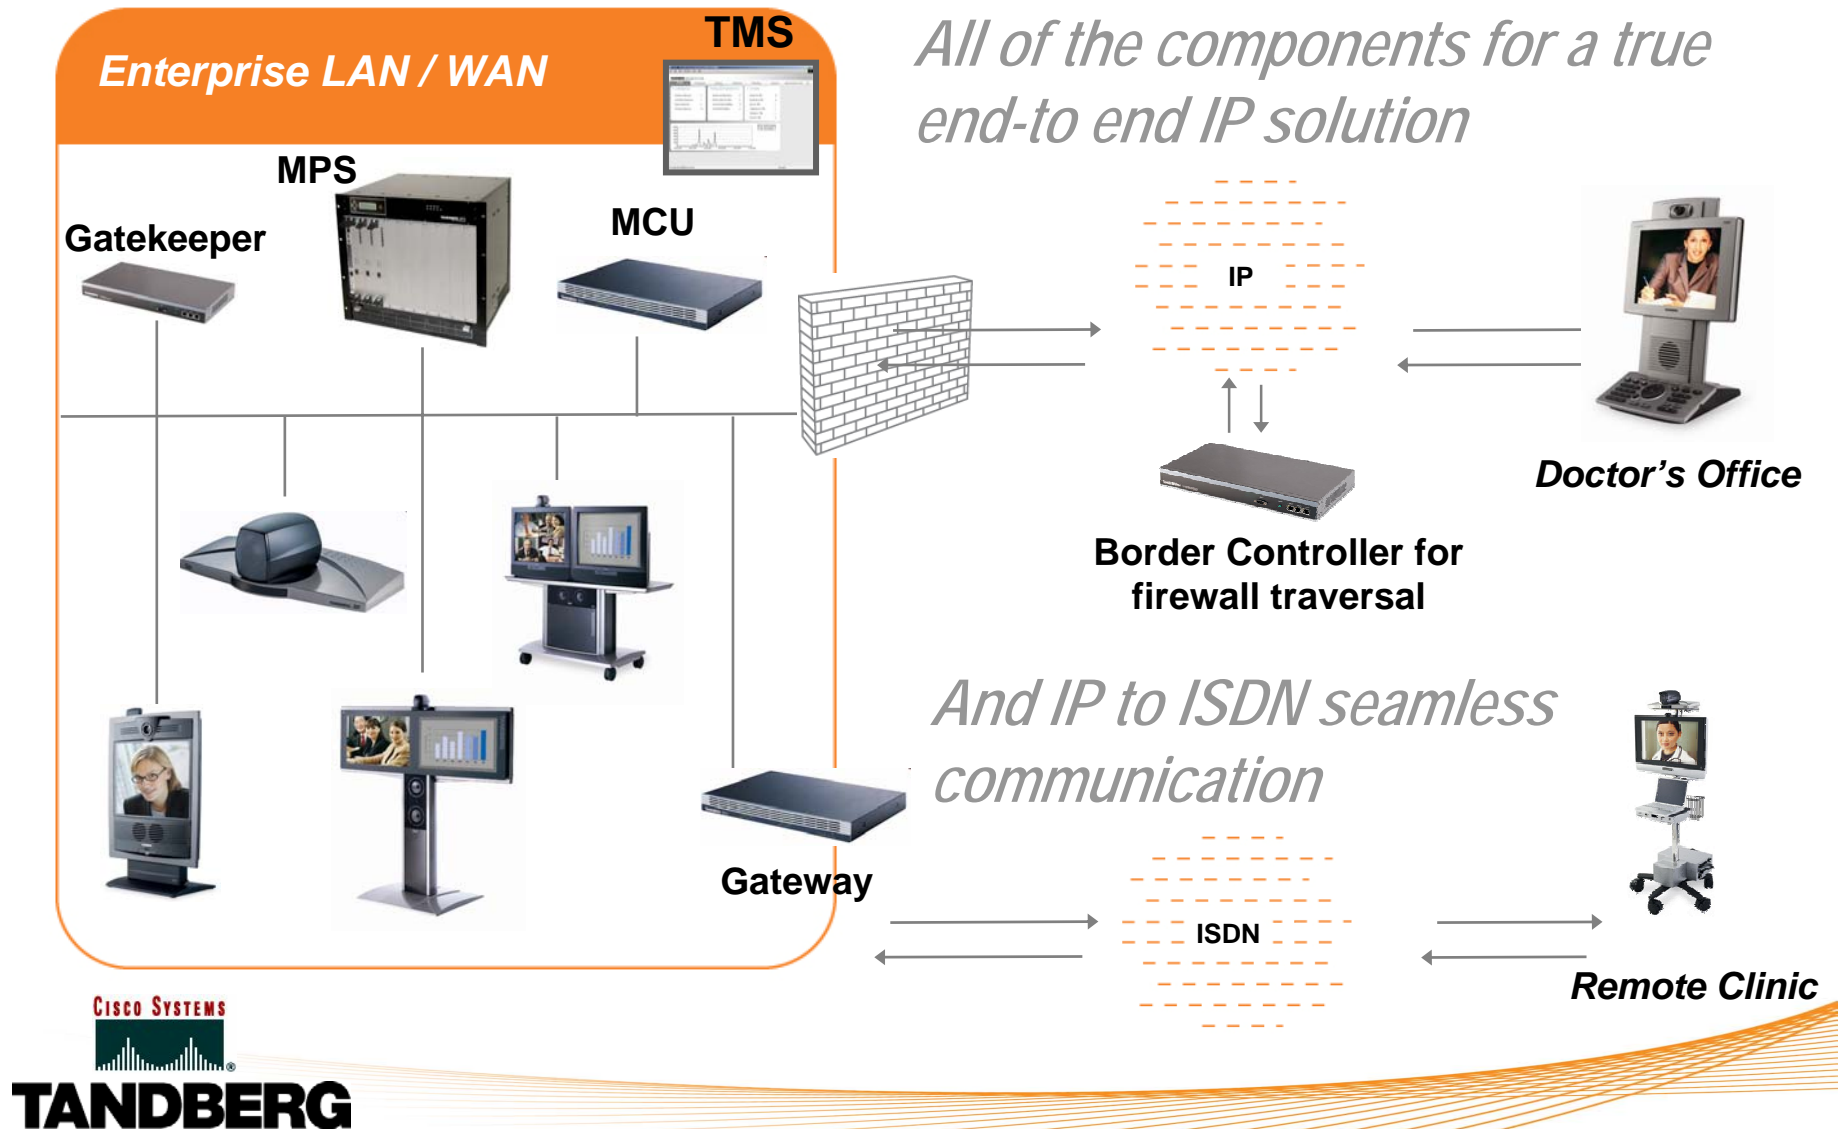 Enterprise LAN / WAN
TMS
All of the components for a true
end-to end IP solution
MPS
MCU
Gatekeeper
IP
Doctor's Office
Border Controller for
firewall traversal
And IP to ISDN seamless
communication
Gateway
ISDN
Remote Clinic
CISCO SYSTEMS
®
TANDBERG